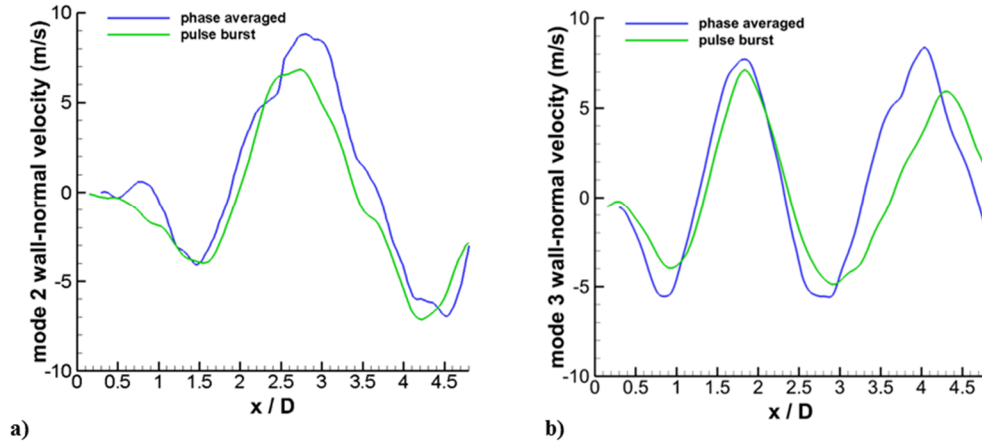 phase averaged
pulse burst
mode 2 wall-normal velocity (m/s)
10
5
0
-5
-10
0 0.5 1 1.5 2 2.5 3 3.5 4 4.5
x / D
a)
phase averaged
pulse burst
mode 3 wall-normal velocity (m/s)
10
5
0
-5
-10
0 0.5 1 1.5 2 2.5 3 3.5 4 4.5
x / D
b)